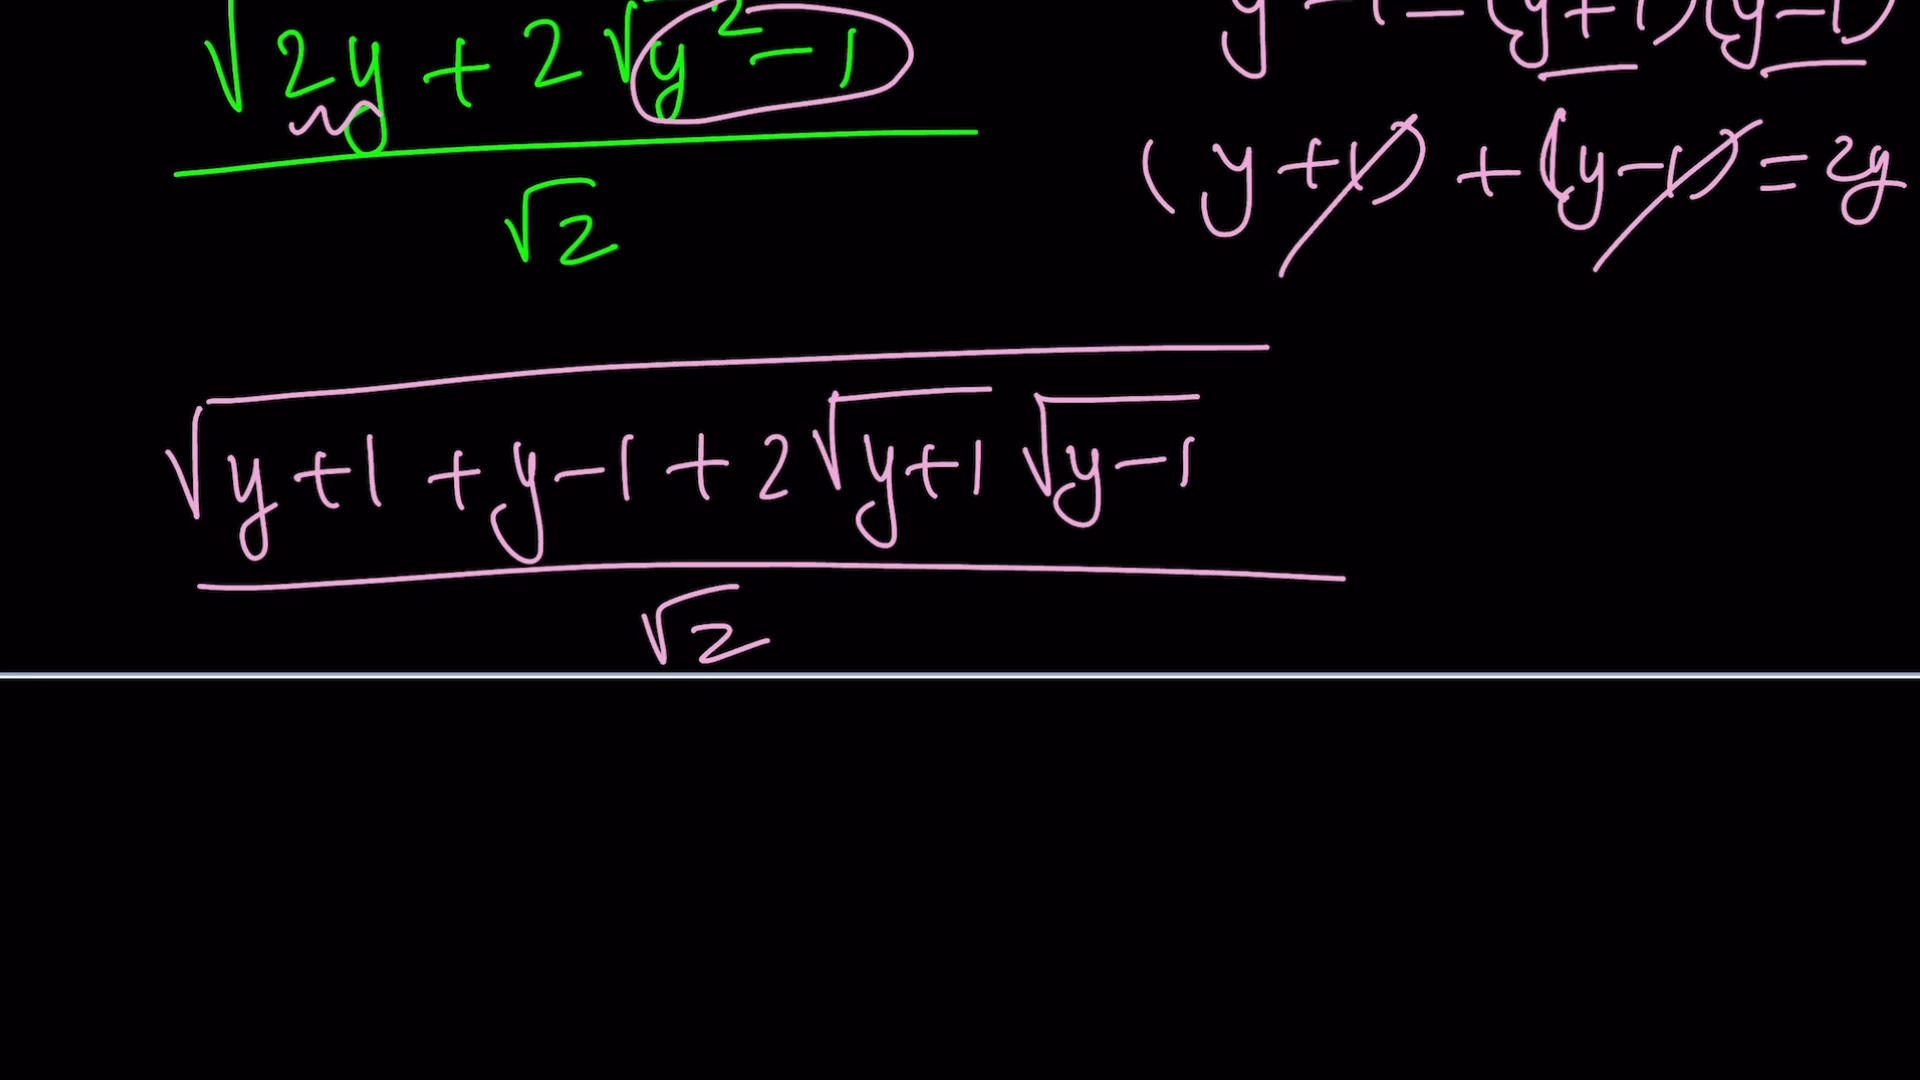 √(2y + 2√(y² − 1))
√2
y² − 1 = (y+1)(y−1)
(y+1) + (y−1) = 2y
√(y+1 + y−1 + 2√(y+1) √(y−1))
√2